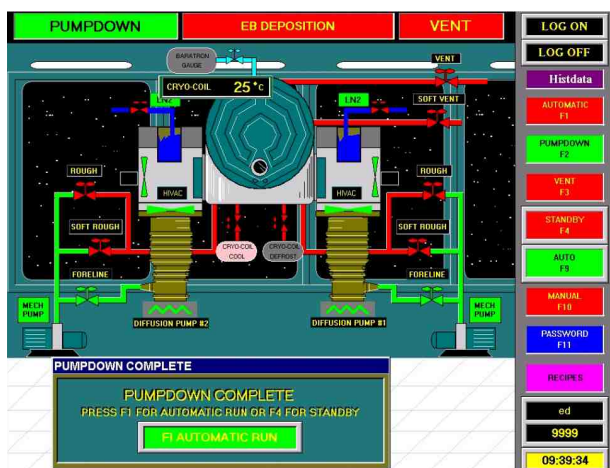 PUMPDOWN
EB DEPOSITION
VENT
LOG ON
LOG OFF
Histdata
AUTOMATIC
F1
PUMPDOWN
F2
VENT
F3
STANDBY
F4
AUTO
F9
MANUAL
F10
PASSWORD
F11
RECIPES
ed
9999
09:39:34
BARATRON
GAUGE
VENT
CRYO-COIL 25°c
LN2
LN2
SOFT VENT
ROUGH
HIVAC
HIVAC
ROUGH
SOFT ROUGH
CRYO-COIL
COOL
CRYO-COIL
DEFROST
SOFT ROUGH
FORELINE
FORELINE
MECH
PUMP
DIFFUSION PUMP #2
DIFFUSION PUMP #1
MECH
PUMP
PUMPDOWN COMPLETE
PUMPDOWN COMPLETE
PRESS F1 FOR AUTOMATIC RUN OR F4 FOR STANDBY
F1 AUTOMATIC RUN